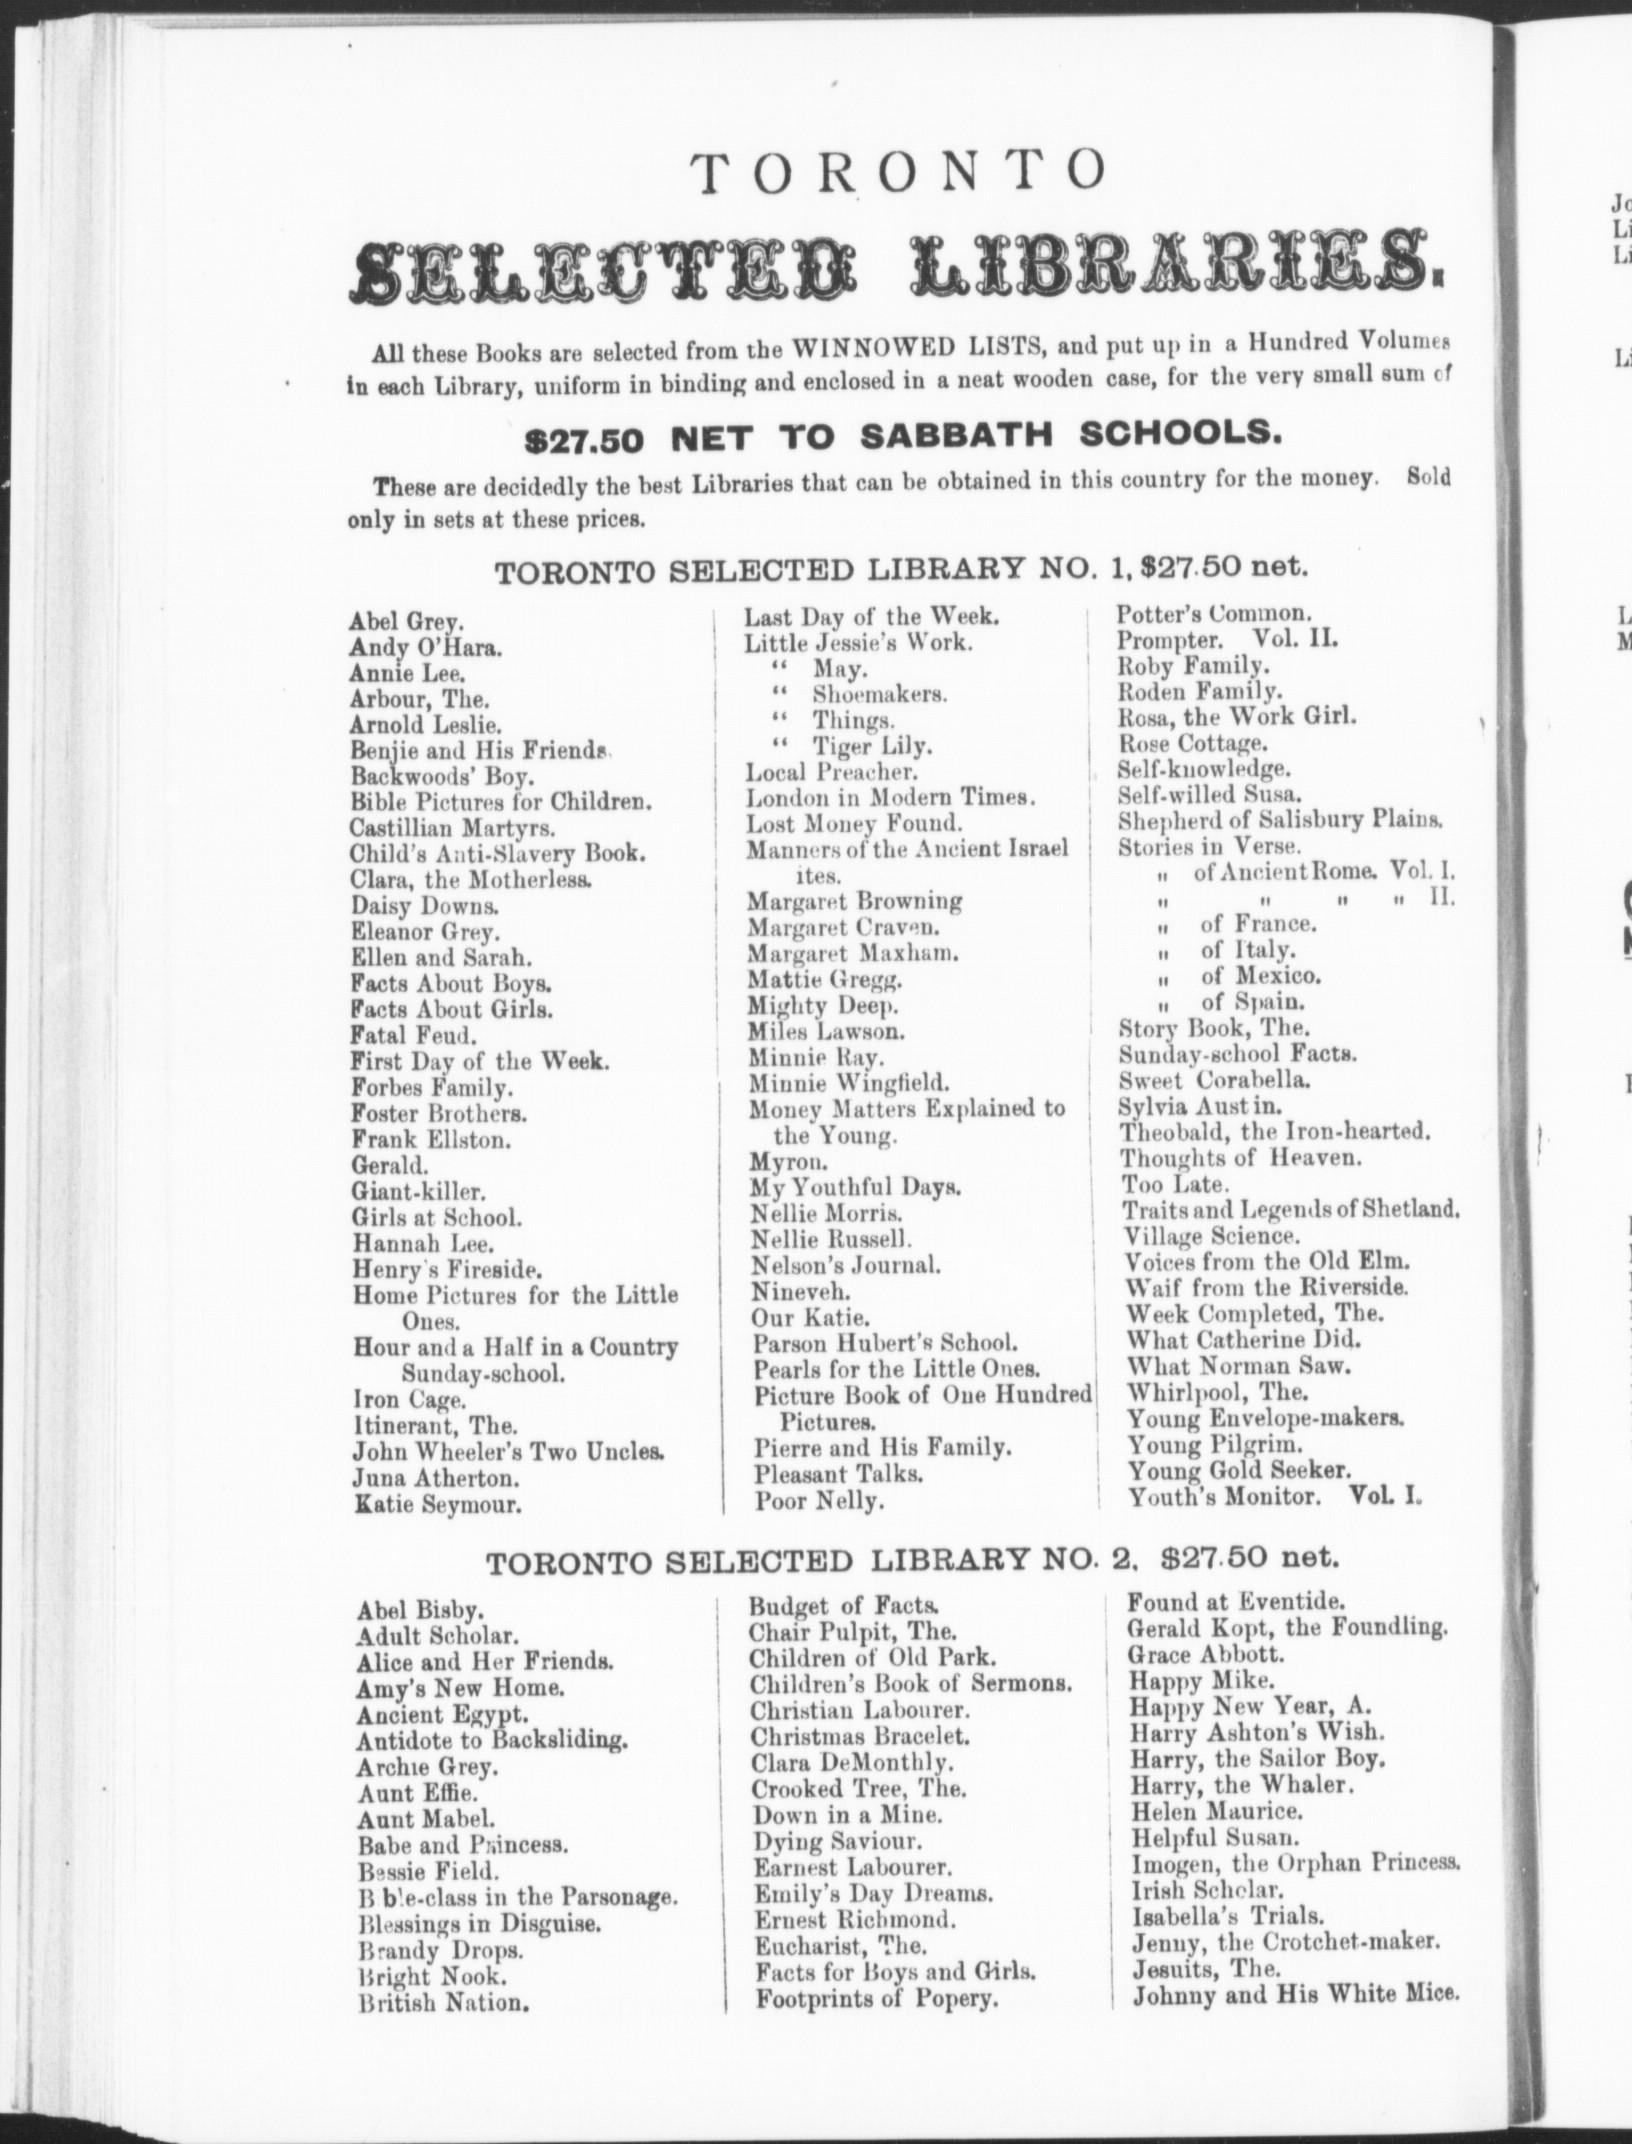 TORONTO
SELECTED LIBRARIES.
All these Books are selected from the WINNOWED LISTS, and put up in a Hundred Volumes
in each Library, uniform in binding and enclosed in a neat wooden case, for the very small sum of
$27.50 NET TO SABBATH SCHOOLS.
These are decidedly the best Libraries that can be obtained in this country for the money. Sold
only in sets at these prices.
TORONTO SELECTED LIBRARY NO. 1, $27.50 net.
Abel Grey.
Andy O'Hara.
Annie Lee.
Arbour, The.
Arnold Leslie.
Benjie and His Friends.
Backwoods' Boy.
Bible Pictures for Children.
Castillian Martyrs.
Child's Anti-Slavery Book.
Clara, the Motherless.
Daisy Downs.
Eleanor Grey.
Ellen and Sarah.
Facts About Boys.
Facts About Girls.
Fatal Feud.
First Day of the Week.
Forbes Family.
Foster Brothers.
Frank Ellston.
Gerald.
Giant-killer.
Girls at School.
Hannah Lee.
Henry's Fireside.
Home Pictures for the Little
Ones.
Hour and a Half in a Country
Sunday-school.
Iron Cage.
Itinerant, The.
John Wheeler's Two Uncles.
Juna Atherton.
Katie Seymour.
Last Day of the Week.
Little Jessie's Work.
" May.
" Shoemakers.
" Things.
" Tiger Lily.
Local Preacher.
London in Modern Times.
Lost Money Found.
Manners of the Ancient Israel
ites.
Margaret Browning
Margaret Craven.
Margaret Maxham.
Mattie Gregg.
Mighty Deep.
Miles Lawson.
Minnie Ray.
Minnie Wingfield.
Money Matters Explained to
the Young.
Myron.
My Youthful Days.
Nellie Morris.
Nellie Russell.
Nelson's Journal.
Nineveh.
Our Katie.
Parson Hubert's School.
Pearls for the Little Ones.
Picture Book of One Hundred
Pictures.
Pierre and His Family.
Pleasant Talks.
Poor Nelly.
Potter's Common.
Prompter. Vol. II.
Roby Family.
Roden Family.
Rosa, the Work Girl.
Rose Cottage.
Self-knowledge.
Self-willed Susa.
Shepherd of Salisbury Plains.
Stories in Verse.
" of Ancient Rome. Vol. I.
" " " " II.
" of France.
" of Italy.
" of Mexico.
" of Spain.
Story Book, The.
Sunday-school Facts.
Sweet Corabella.
Sylvia Austin.
Theobald, the Iron-hearted.
Thoughts of Heaven.
Too Late.
Traits and Legends of Shetland.
Village Science.
Voices from the Old Elm.
Waif from the Riverside.
Week Completed, The.
What Catherine Did.
What Norman Saw.
Whirlpool, The.
Young Envelope-makers.
Young Pilgrim.
Young Gold Seeker.
Youth's Monitor. Vol. I.
TORONTO SELECTED LIBRARY NO. 2, $27.50 net.
Abel Bisby.
Adult Scholar.
Alice and Her Friends.
Amy's New Home.
Ancient Egypt.
Antidote to Backsliding.
Archie Grey.
Aunt Effie.
Aunt Mabel.
Babe and Princess.
Bessie Field.
Bible-class in the Parsonage.
Blessings in Disguise.
Brandy Drops.
Bright Nook.
British Nation.
Budget of Facts.
Chair Pulpit, The.
Children of Old Park.
Children's Book of Sermons.
Christian Labourer.
Christmas Bracelet.
Clara DeMonthly.
Crooked Tree, The.
Down in a Mine.
Dying Saviour.
Earnest Labourer.
Emily's Day Dreams.
Ernest Richmond.
Eucharist, The.
Facts for Boys and Girls.
Footprints of Popery.
Found at Eventide.
Gerald Kopt, the Foundling.
Grace Abbott.
Happy Mike.
Happy New Year, A.
Harry Ashton's Wish.
Harry, the Sailor Boy.
Harry, the Whaler.
Helen Maurice.
Helpful Susan.
Imogen, the Orphan Princess.
Irish Scholar.
Isabella's Trials.
Jenny, the Crotchet-maker.
Jesuits, The.
Johnny and His White Mice.